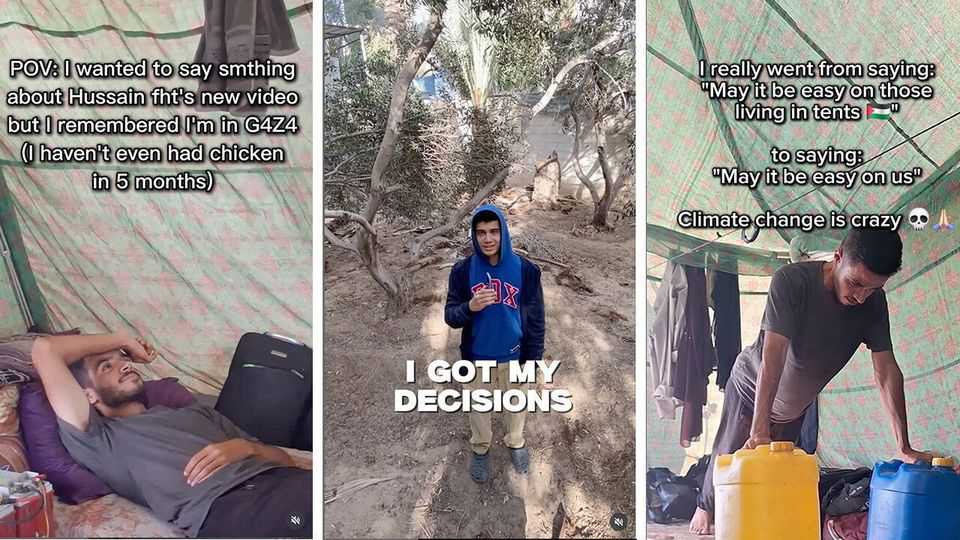 POV: I wanted to say smthing
about Hussain fht's new video
but I remembered I'm in G4Z4
(I haven't even had chicken
in 5 months)
I GOT MY
DECISIONS
I really went from saying:
"May it be easy on those
living in tents 🇵🇸"
to saying:
"May it be easy on us"
Climate change is crazy 💀🙏🏻